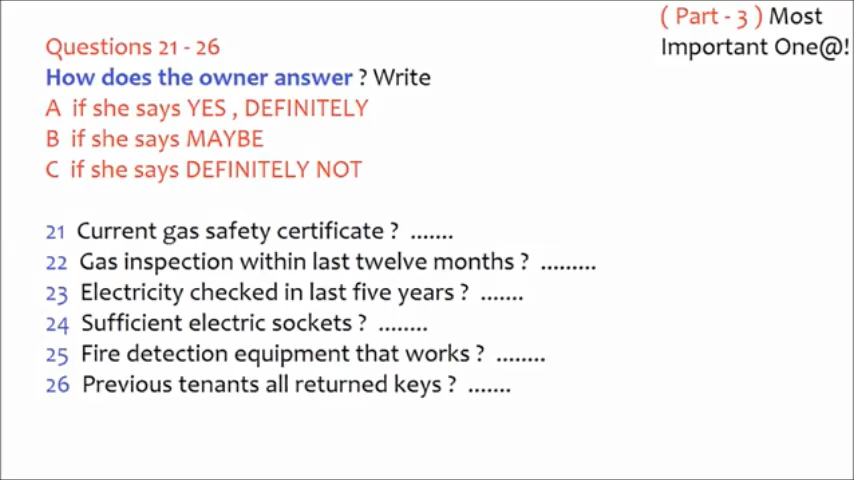 ( Part - 3 ) Most
Important One@!
Questions 21 - 26
How does the owner answer ? Write
A if she says YES , DEFINITELY
B if she says MAYBE
C if she says DEFINITELY NOT
21 Current gas safety certificate ? .......
22 Gas inspection within last twelve months ? .........
23 Electricity checked in last five years ? .......
24 Sufficient electric sockets ? ........
25 Fire detection equipment that works ? ........
26 Previous tenants all returned keys ? .......